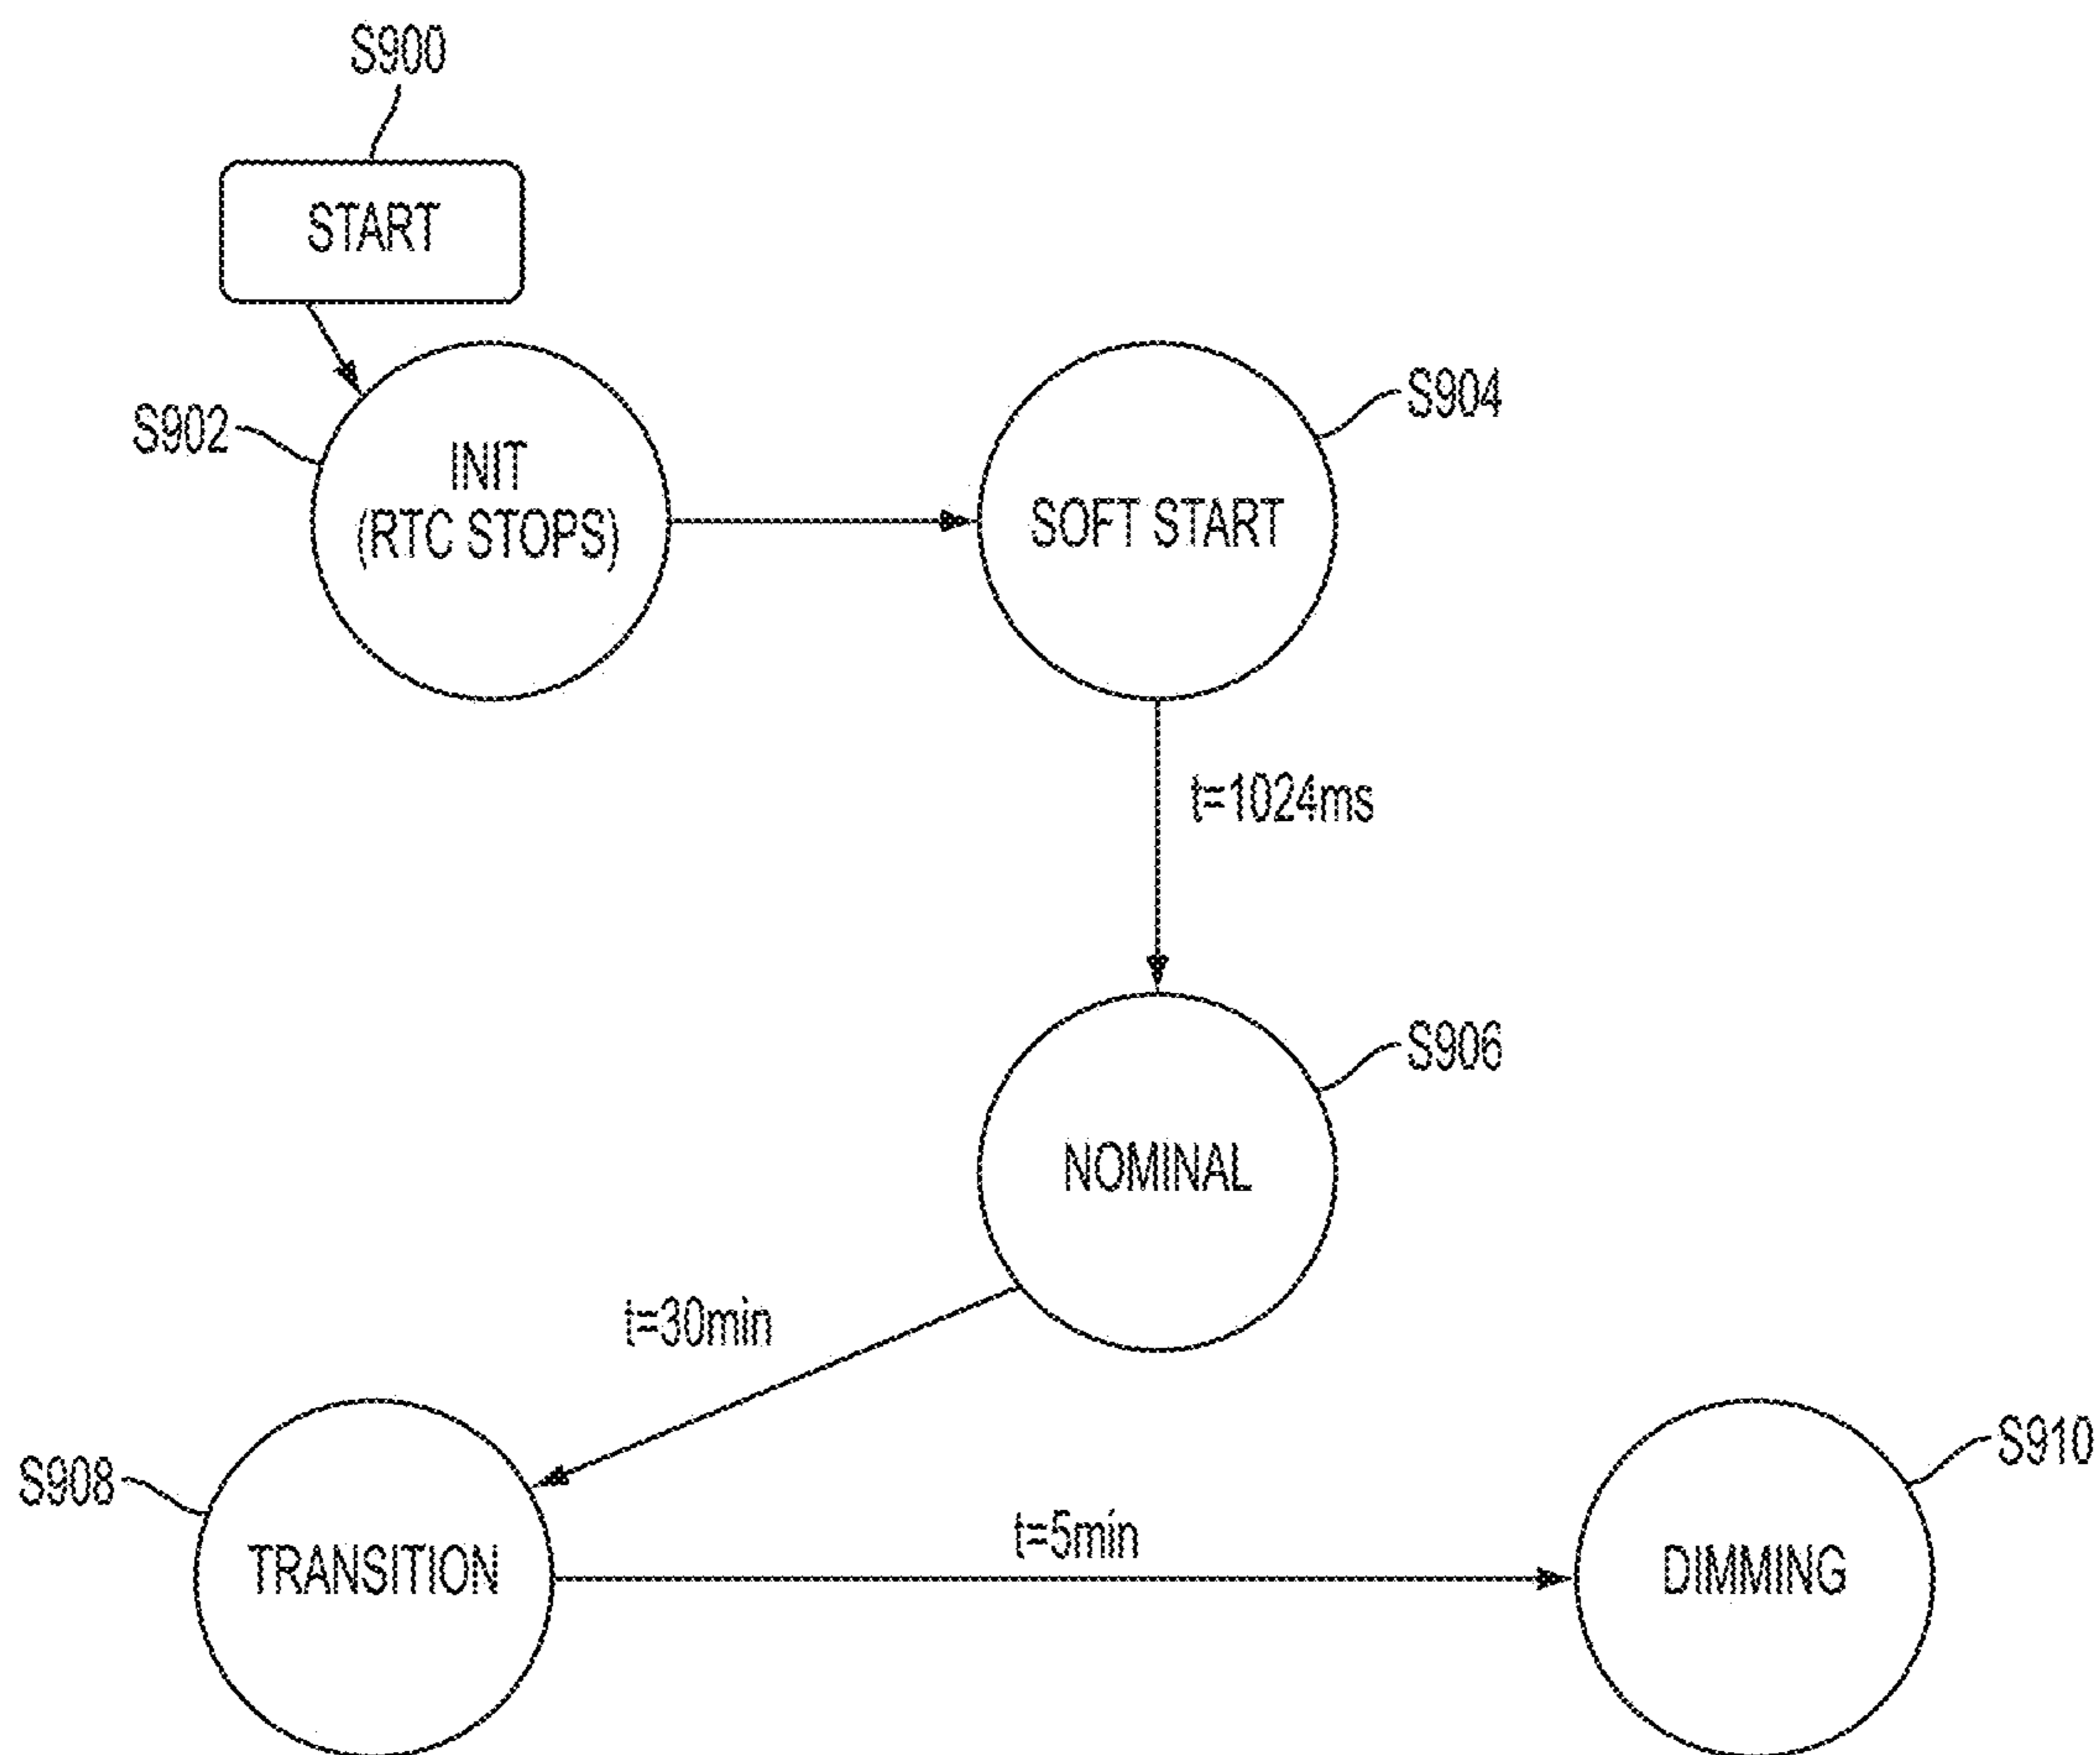 S900
START
S902
INIT
(RTC STOPS)
S904
SOFT START
t=1024ms
S906
NOMINAL
t=30min
S908
TRANSITION
t=5min
S910
DIMMING